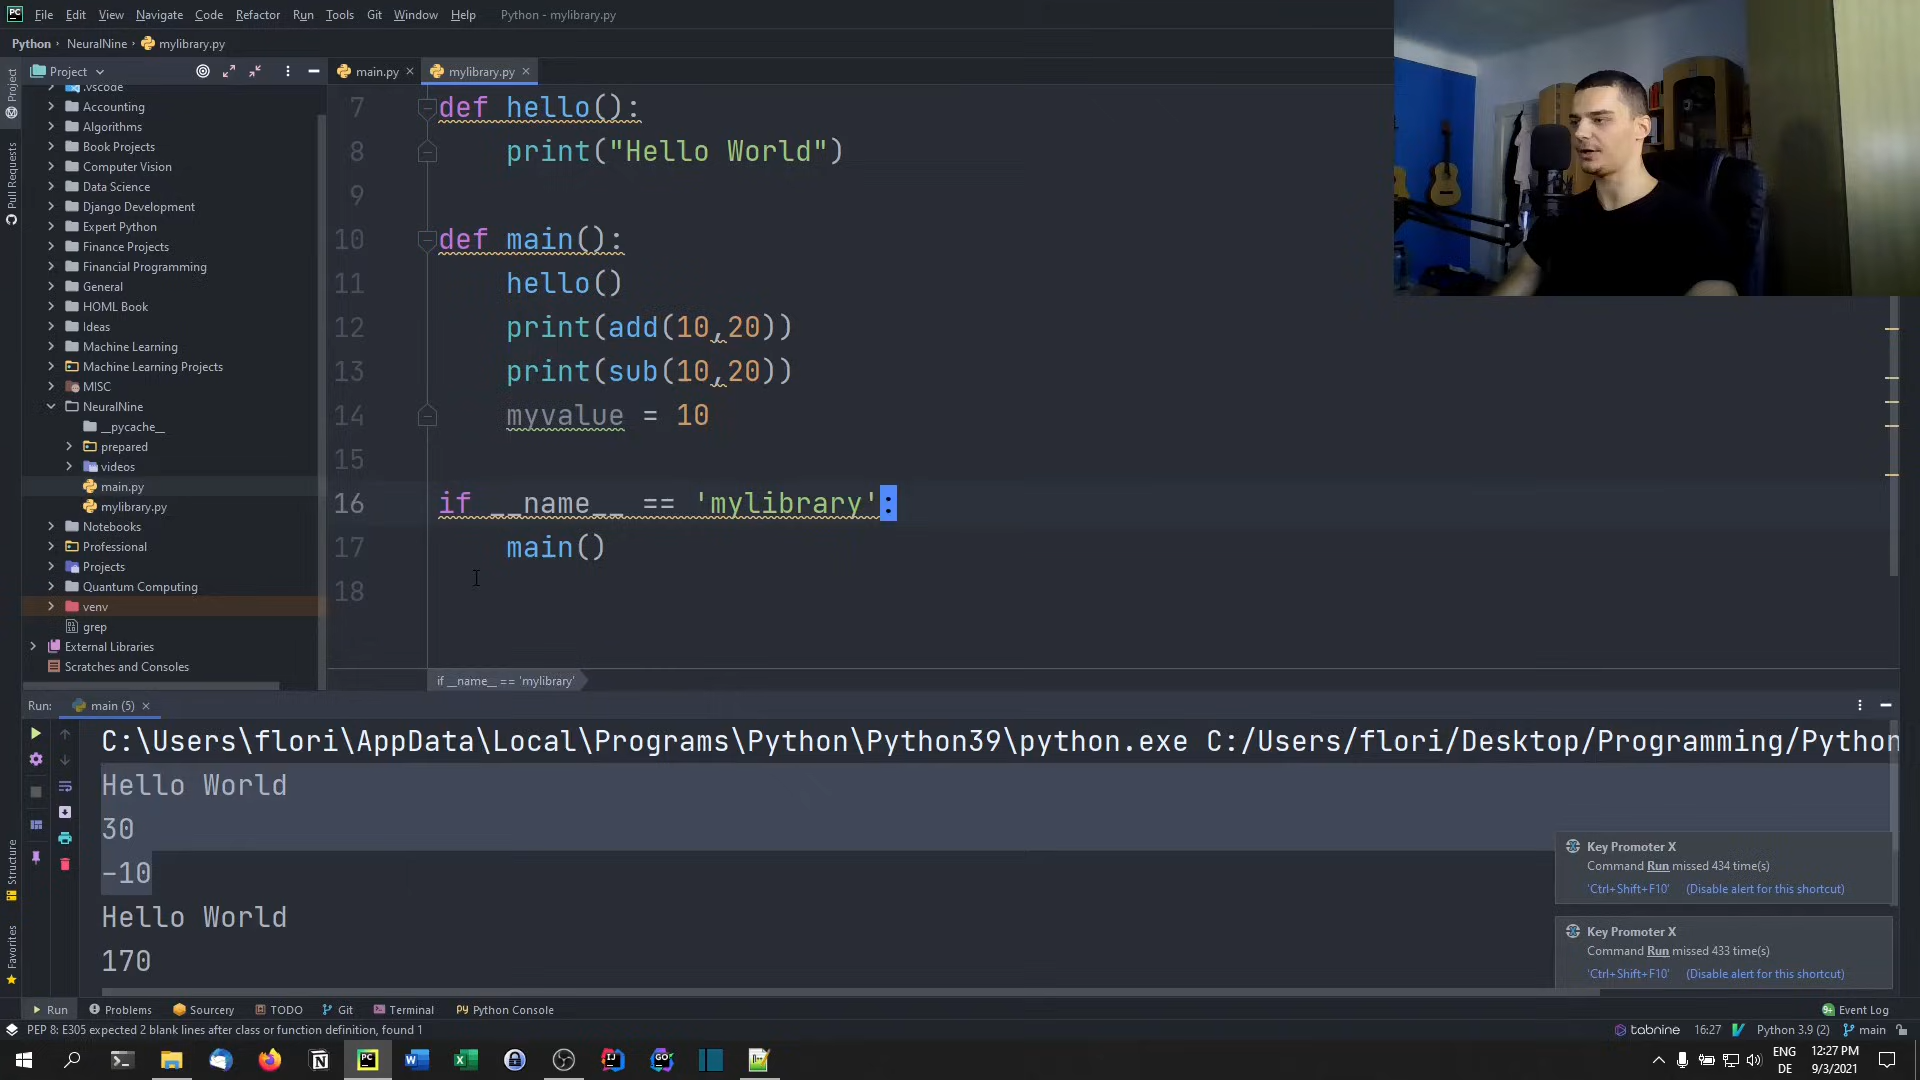 PC File Edit View Navigate Code Refactor Run Tools Git Window Help Python - mylibrary.py
Python NeuralNine mylibrary.py
Project main.py mylibrary.py
Project
Pull Requests
.vscode
Accounting
Algorithms
Book Projects
Computer Vision
Data Science
Django Development
Expert Python
Finance Projects
Financial Programming
General
HOML Book
Ideas
Machine Learning
Machine Learning Projects
MISC
NeuralNine
__pycache__
prepared
videos
main.py
mylibrary.py
Notebooks
Professional
Projects
Quantum Computing
venv
grep
External Libraries
Scratches and Consoles
7 def hello():
8 print("Hello World")
9
10 def main():
11 hello()
12 print(add(10,20))
13 print(sub(10,20))
14 myvalue = 10
15
16 if __name__ == 'mylibrary':
17 main()
18
if __name__ == 'mylibrary'
Run: main (5)
C:\Users\flori\AppData\Local\Programs\Python\Python39\python.exe C:/Users/flori/Desktop/Programming/Python
Hello World
30
-10
Hello World
170
Structure
Favorites
Key Promoter X
Command Run missed 434 time(s)
'Ctrl+Shift+F10' (Disable alert for this shortcut)
Key Promoter X
Command Run missed 433 time(s)
'Ctrl+Shift+F10' (Disable alert for this shortcut)
Run Problems Sourcery TODO Git Terminal Python Console Event Log
PEP 8: E305 expected 2 blank lines after class or function definition, found 1 tabnine 16:27 Python 3.9 (2) main
ENG 12:27 PM
DE 9/3/2021